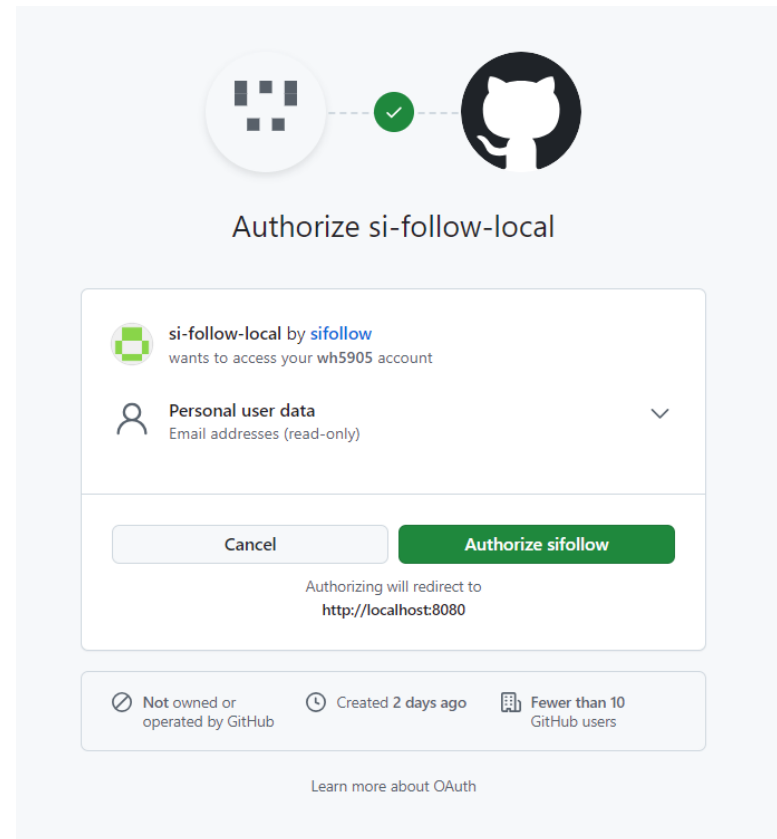 Authorize si-follow-local
si-follow-local by sifollow
wants to access your wh5905 account
Personal user data
Email addresses (read-only)
Cancel
Authorize sifollow
Authorizing will redirect to
http://localhost:8080
Not owned or
operated by GitHub
Created 2 days ago
Fewer than 10
GitHub users
Learn more about OAuth